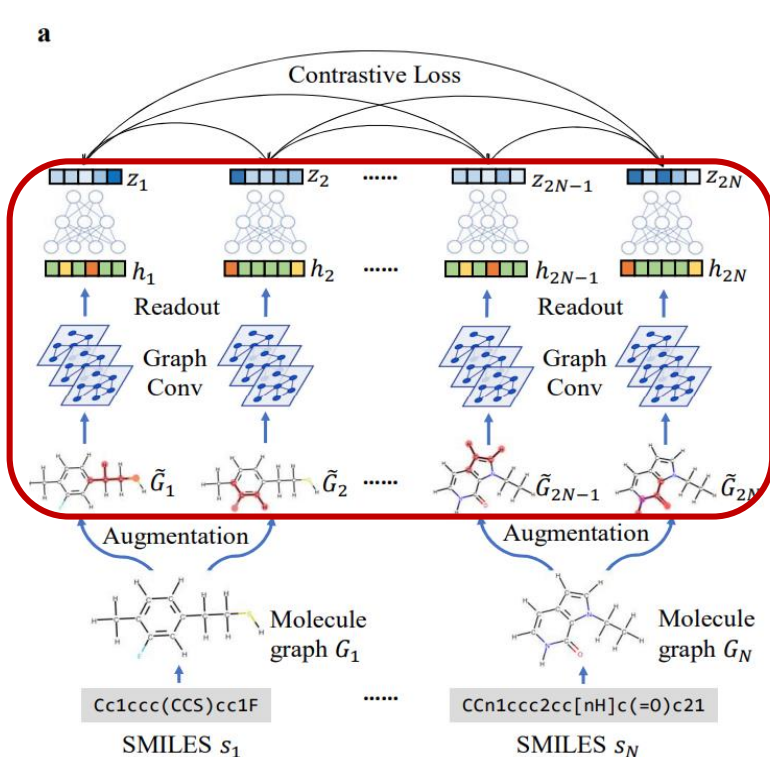 a
Contrastive Loss
z₁ z₂ ...... z₂N₋₁ z₂N
h₁ h₂ ...... h₂N₋₁ h₂N
Readout Readout
Graph Conv Graph Conv
G̃₁ G̃₂ ...... G̃₂N₋₁ G̃₂N
Augmentation Augmentation
Molecule graph G₁ Molecule graph G_N
Cc1ccc(CCS)cc1F ...... CCn1ccc2cc[nH]c(=O)c21
SMILES s₁ SMILES s_N